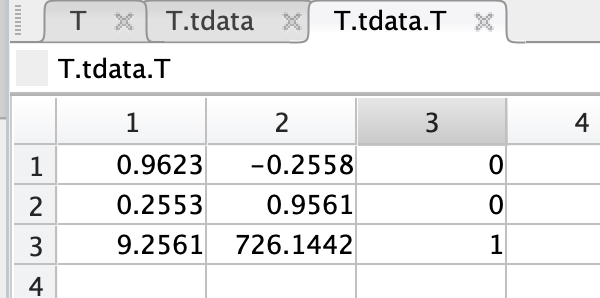 T T.tdata T.tdata.T
T.tdata.T
1 2 3 4
1 0.9623 -0.2558 0
2 0.2553 0.9561 0
3 9.2561 726.1442 1
4